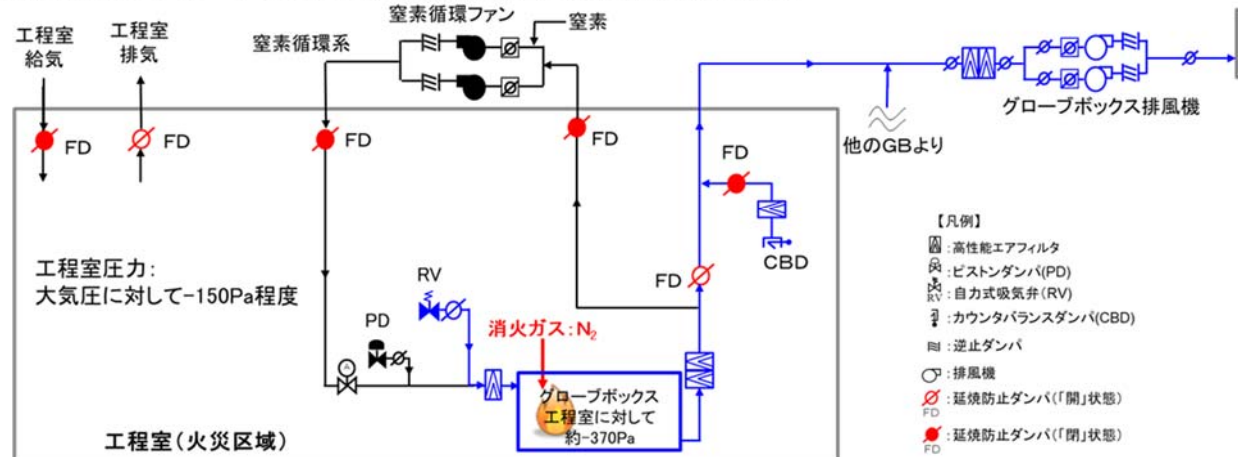 窒素循環ファン
窒素
工程室
給気
工程室
排気
窒素循環系
グローブボックス排風機
他のGBより
FD
FD
FD
FD
FD
CBD
FD
工程室圧力:
大気圧に対して-150Pa程度
RV
PD
消火ガス:N₂
グローブボックス
工程室に対して
約-370Pa
工程室(火災区域)
【凡例】
:高性能エアフィルタ
:ピストンダンパ(PD)
RV :自力式吸気弁(RV)
:カウンタバランスダンパ(CBD)
:逆止ダンパ
:排風機
:延焼防止ダンパ(「開」状態)
FD
:延焼防止ダンパ(「閉」状態)
FD
A